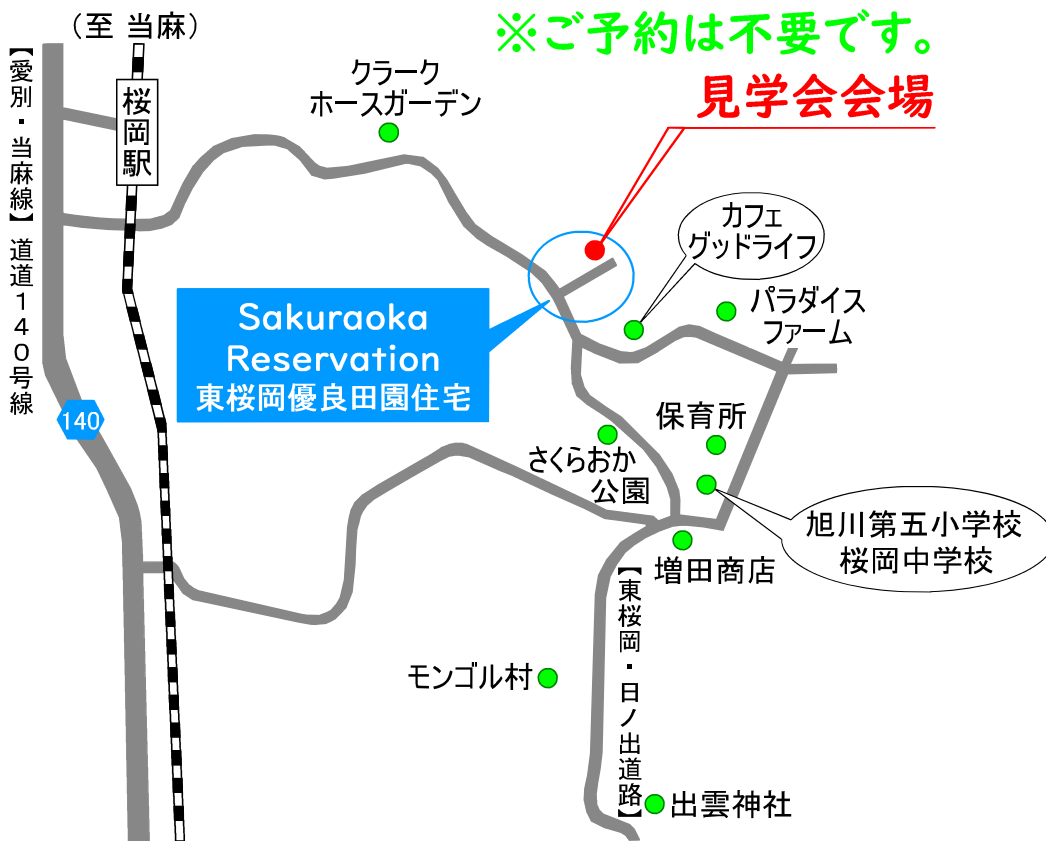 （至 当麻）
※ご予約は不要です。
見学会会場
クラーク
ホースガーデン
【愛別・当麻線】道道１４０号線
桜岡駅
カフェ
グッドライフ
パラダイス
ファーム
Sakuraoka
Reservation
東桜岡優良田園住宅
140
保育所
さくらおか
公園
旭川第五小学校
桜岡中学校
増田商店
【東桜岡・日ノ出道路】
モンゴル村
出雲神社